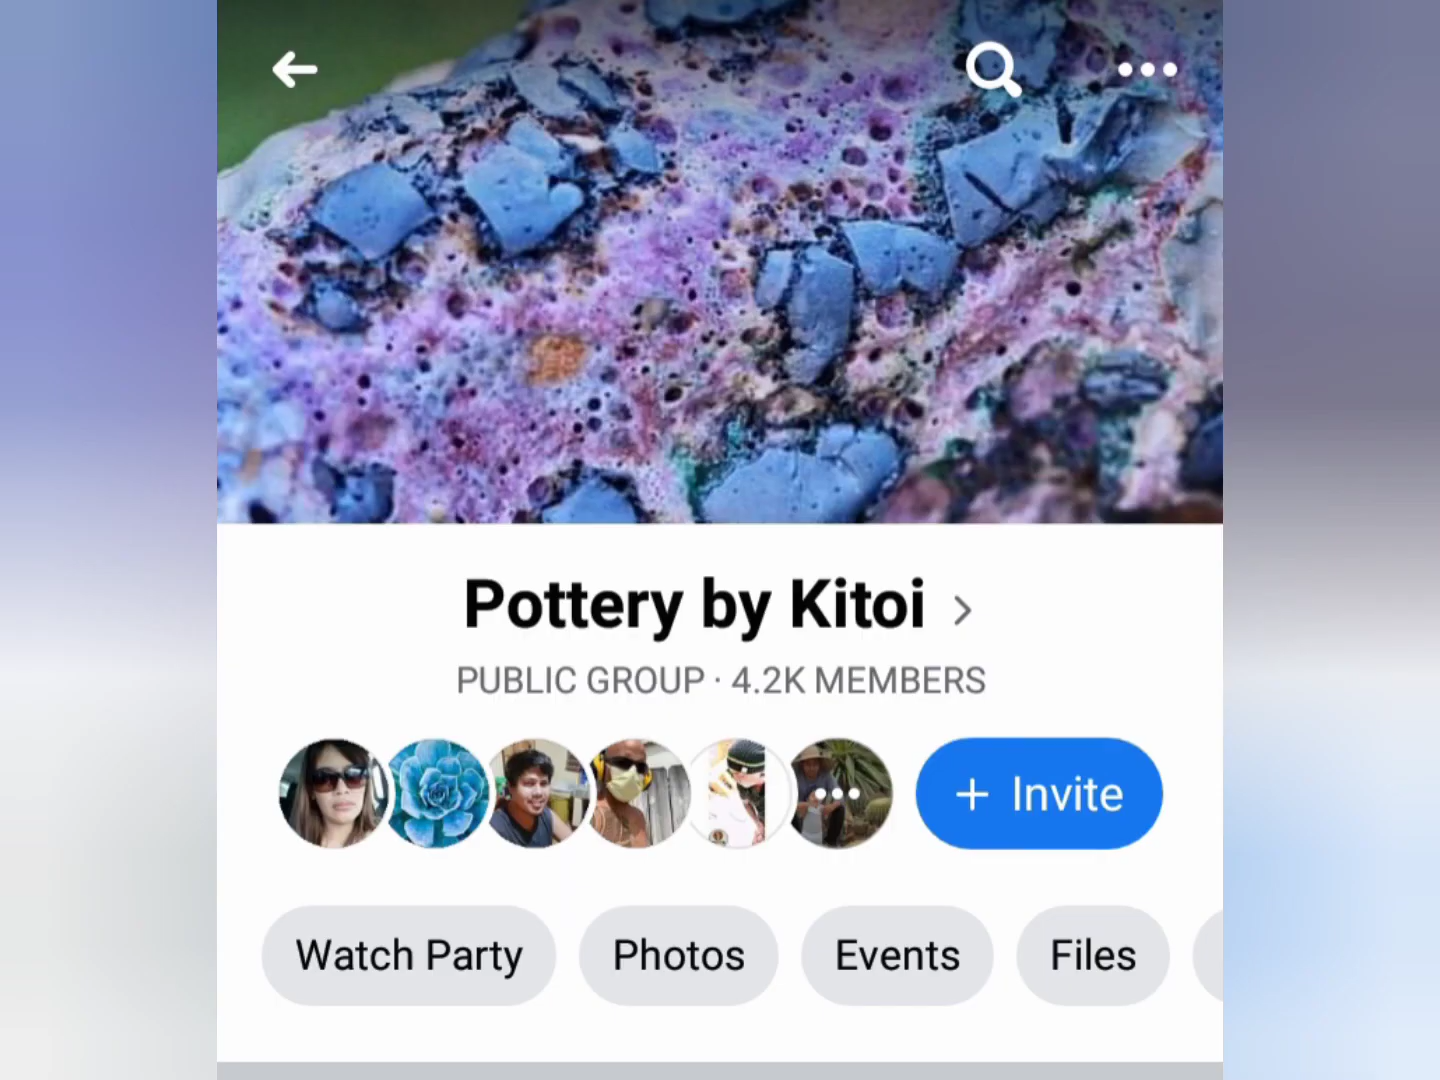 Pottery by Kitoi
PUBLIC GROUP · 4.2K MEMBERS
+ Invite
Watch Party
Photos
Events
Files